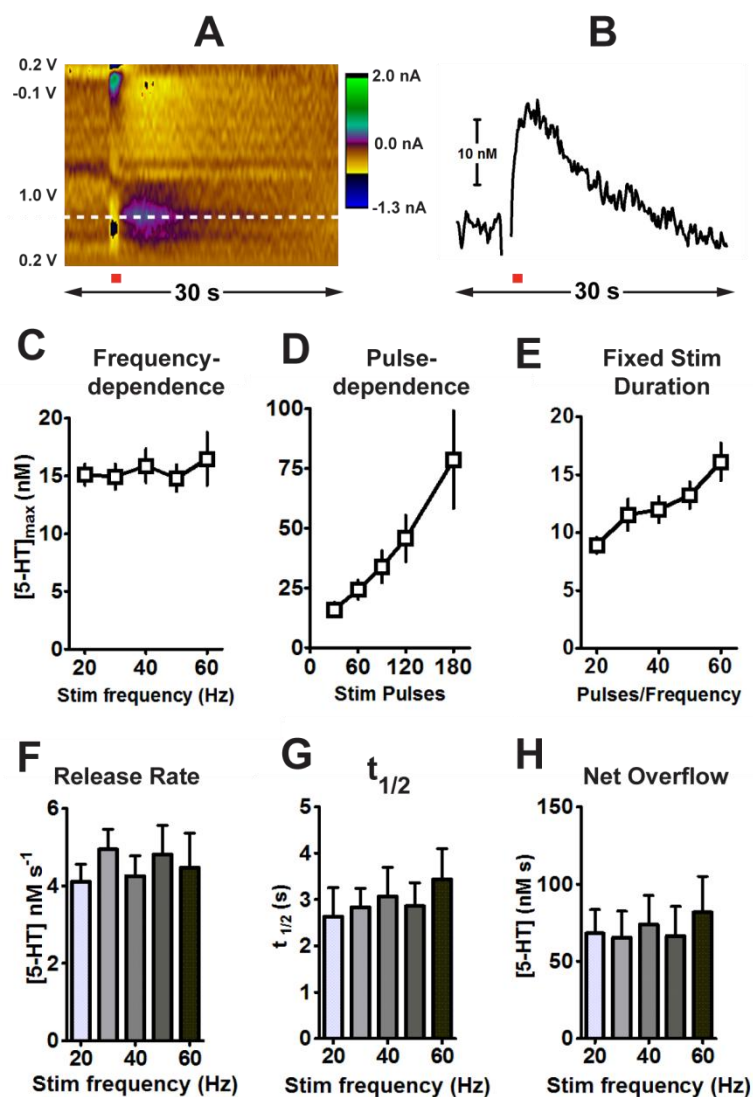 A
0.2 V
-0.1 V
1.0 V
0.2 V
2.0 nA
0.0 nA
-1.3 nA
30 s
B
10 nM
30 s
C
Frequency-
dependence
20
15
10
5
0
[5-HT]max (nM)
20 40 60
Stim frequency (Hz)
D
Pulse-
dependence
100
75
50
25
0
0 60 120 180
Stim Pulses
E
Fixed Stim
Duration
20
15
10
5
0
20 40 60
Pulses/Frequency
F
Release Rate
6
4
2
0
[5-HT] nM s-1
20 40 60
Stim frequency (Hz)
G
t1/2
5
4
3
2
1
0
t 1/2 (s)
20 40 60
Stim frequency (Hz)
H
Net Overflow
150
100
50
0
[5-HT] (nM s)
20 40 60
Stim frequency (Hz)